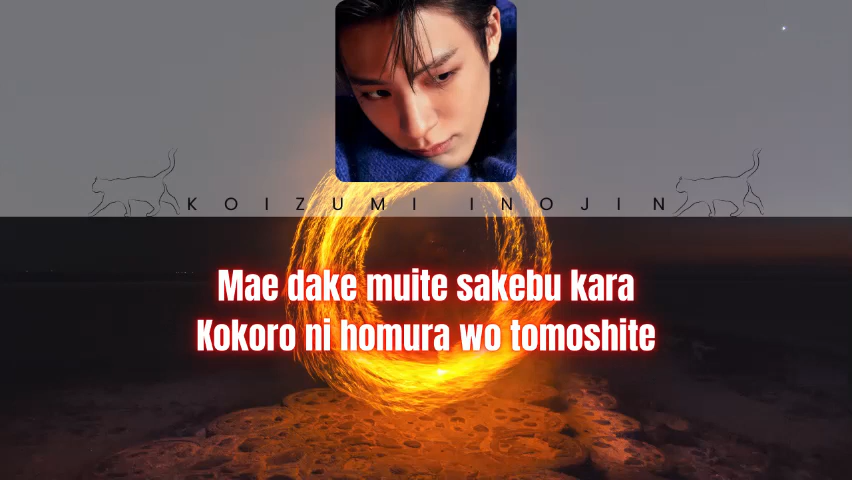 KOIZUMI INOJIN
Mae dake muite sakebu kara
Kokoro ni homura wo tomoshite